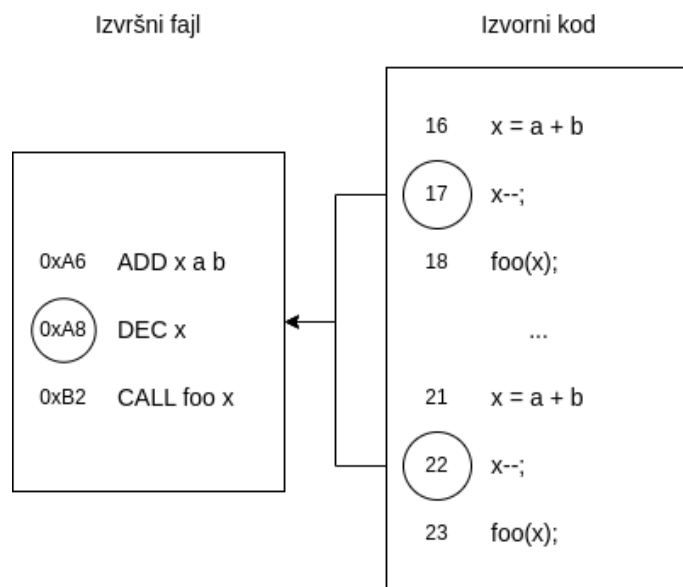 Izvršni fajl
0xA6 ADD x a b
0xA8 DEC x
0xB2 CALL foo x
Izvorni kod
16 x = a + b
17 x--;
18 foo(x);
...
21 x = a + b
22 x--;
23 foo(x);